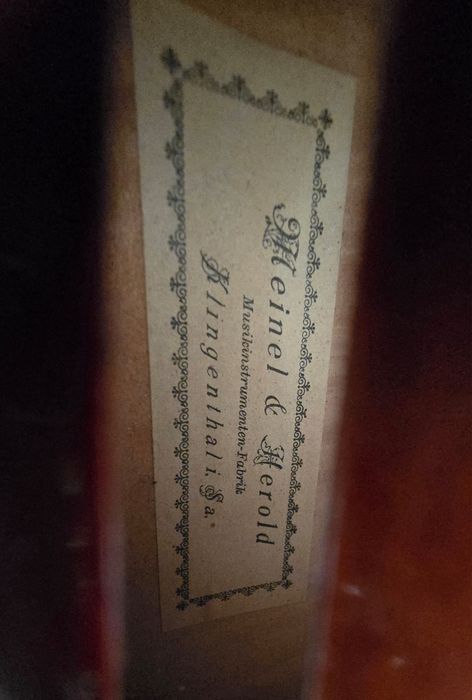 Meinel & Herold
Musikinstrumenten-Fabrik
Klingenthal i. Sa.